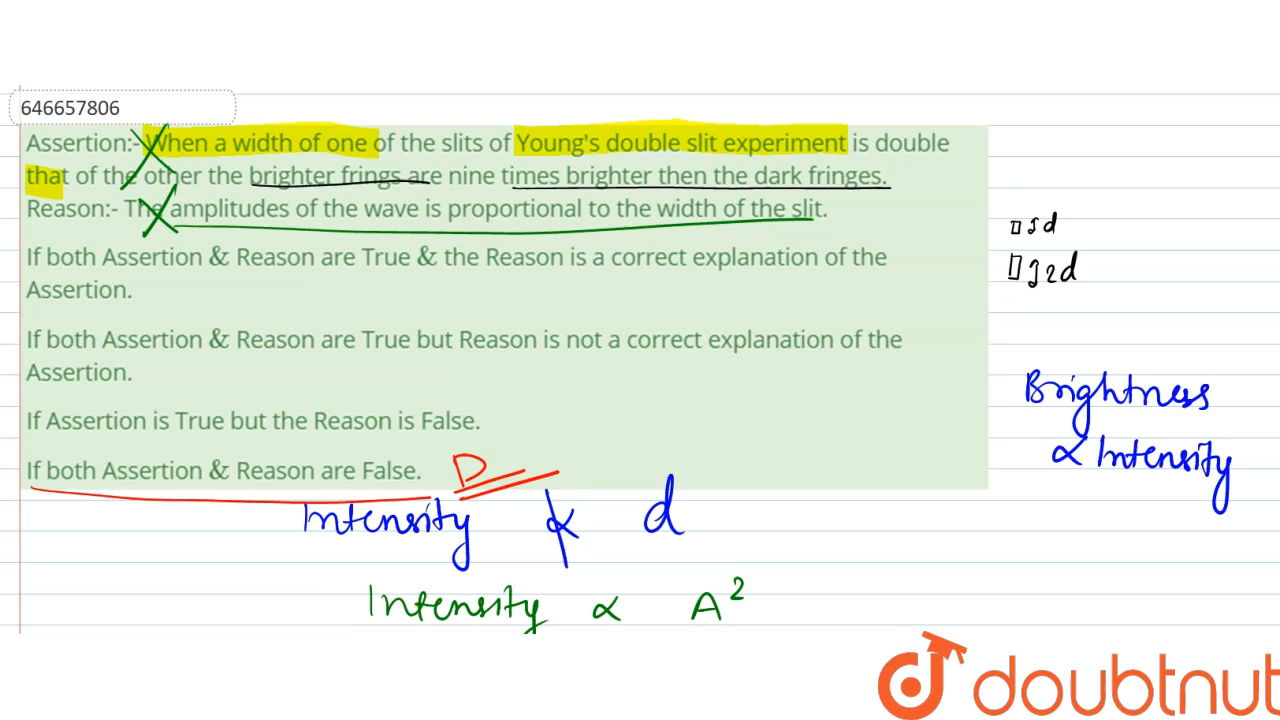 646657806
Assertion:- When a width of one of the slits of Young's double slit experiment is double
that of the other the brighter frings are nine times brighter then the dark fringes.
Reason:- The amplitudes of the wave is proportional to the width of the slit.
If both Assertion & Reason are True & the Reason is a correct explanation of the
Assertion.
If both Assertion & Reason are True but Reason is not a correct explanation of the
Assertion.
If Assertion is True but the Reason is False.
If both Assertion & Reason are False. D
Intensity ∝ d
Intensity ∝ A²
d
2d
Brightness
∝ Intensity
doubtnut